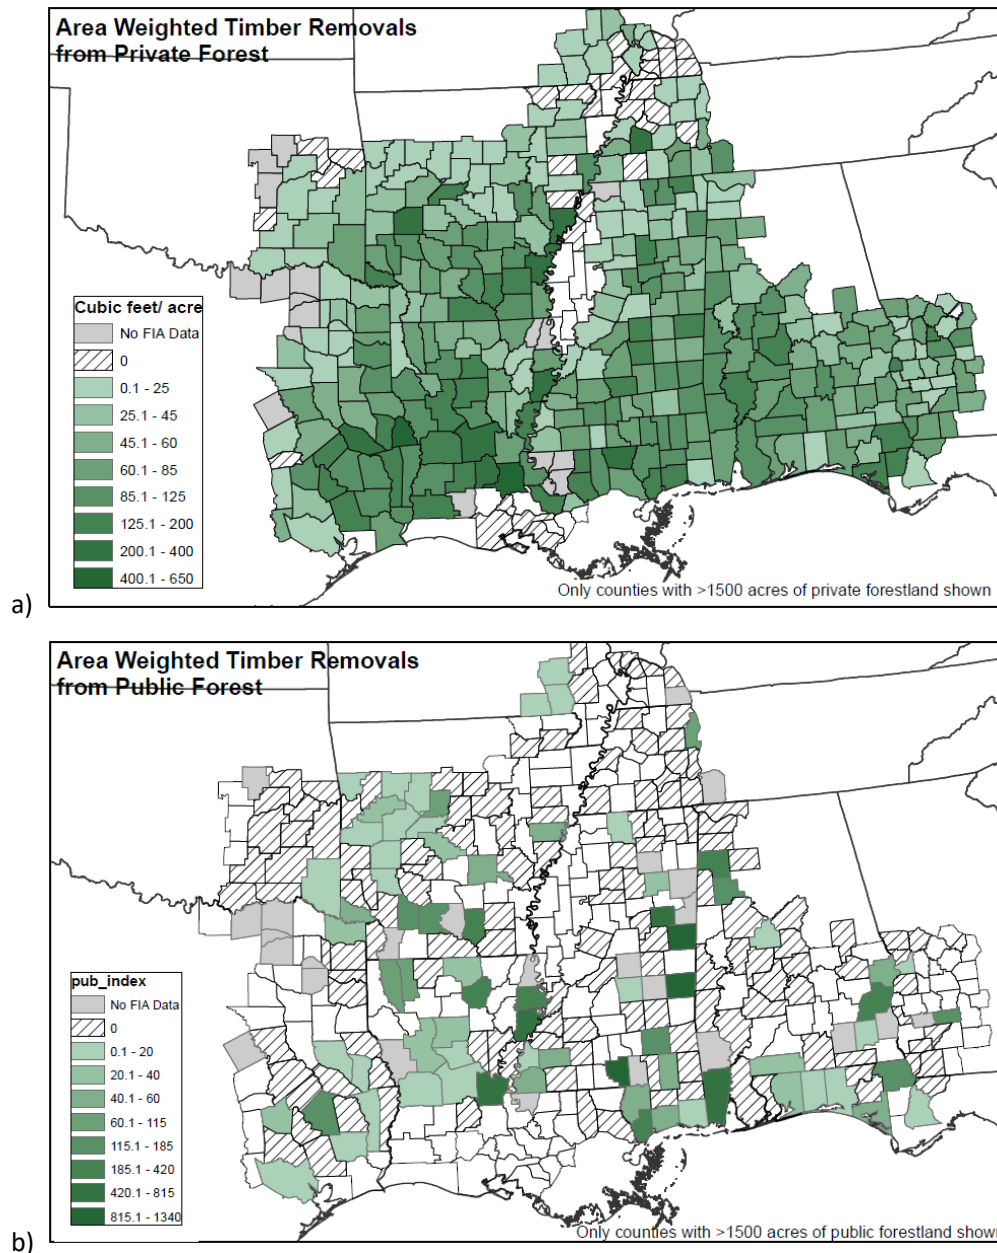 Area Weighted Timber Removals
from Private Forest
Cubic feet/ acre
No FIA Data
0
0.1 - 25
25.1 - 45
45.1 - 60
60.1 - 85
85.1 - 125
125.1 - 200
200.1 - 400
400.1 - 650
Only counties with >1500 acres of private forestland shown
a)
Area Weighted Timber Removals
from Public Forest
pub_index
No FIA Data
0
0.1 - 20
20.1 - 40
40.1 - 60
60.1 - 115
115.1 - 185
185.1 - 420
420.1 - 815
815.1 - 1340
Only counties with >1500 acres of public forestland shown
b)